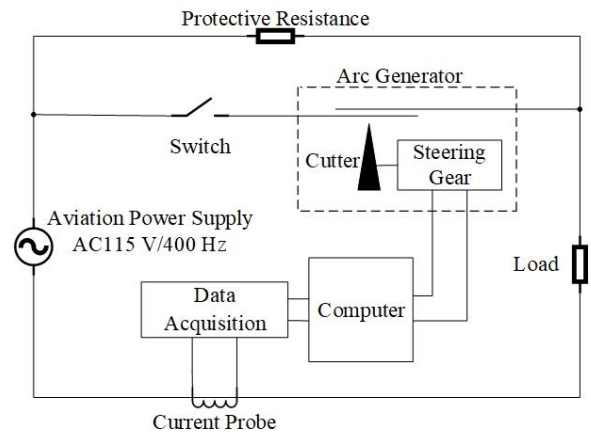 Protective Resistance
Arc Generator
Switch
Cutter
Steering
Gear
Aviation Power Supply
AC115 V/400 Hz
Load
Data
Acquisition
Computer
Current Probe